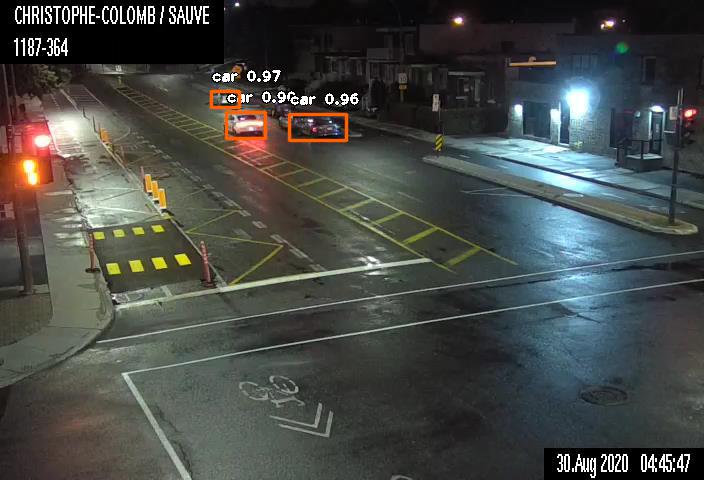 CHRISTOPHE-COLOMB / SAUVE
1187-364
car 0.97
car 0.90
car 0.96
30.Aug 2020 04:45:47